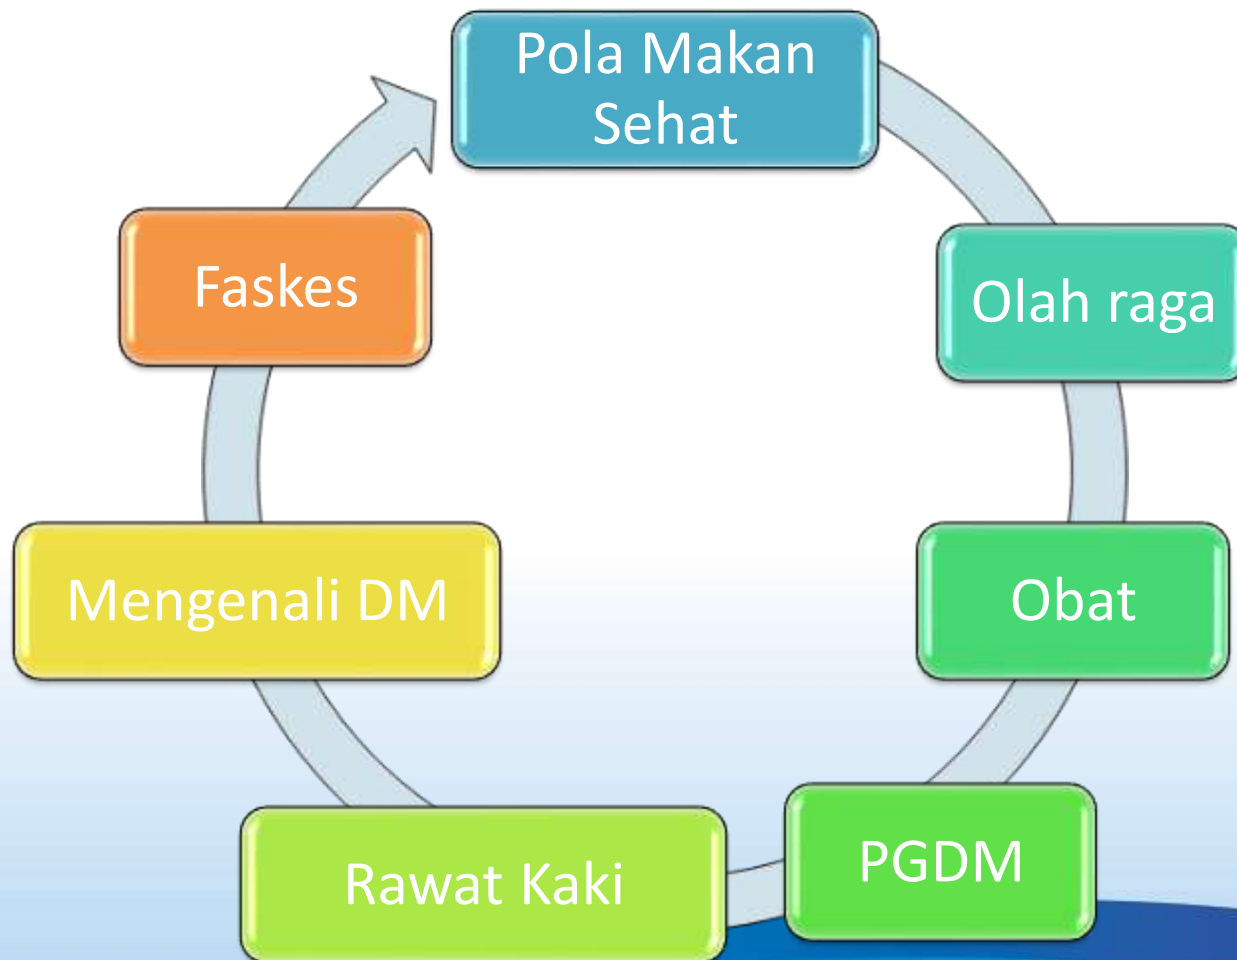 Pola Makan
Sehat
Olah raga
Obat
PGDM
Rawat Kaki
Mengenali DM
Faskes